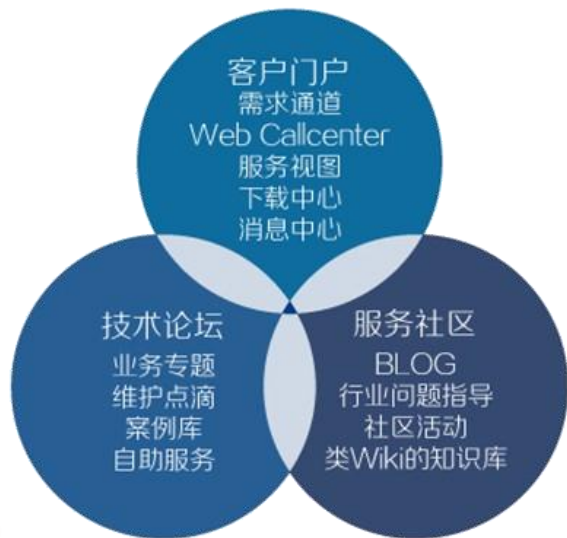 客户门户
需求通道
Web Callcenter
服务视图
下载中心
消息中心
技术论坛
业务专题
维护点滴
案例库
自助服务
服务社区
BLOG
行业问题指导
社区活动
类Wiki的知识库